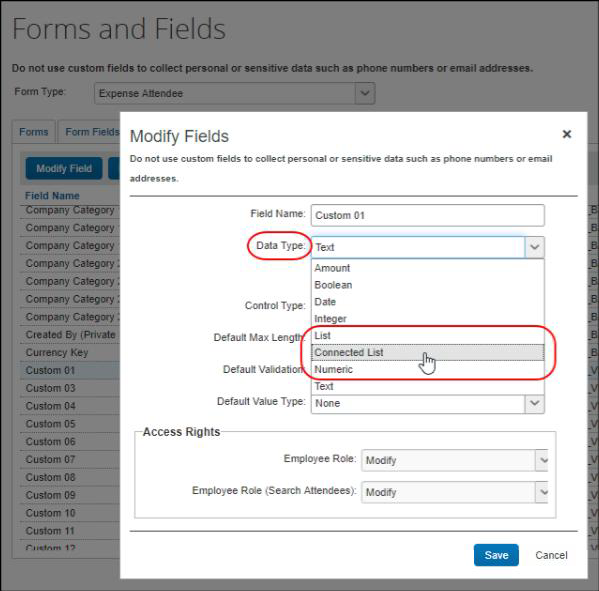 Forms and Fields
Do not use custom fields to collect personal or sensitive data such as phone numbers or email addresses.
Form Type: Expense Attendee
Forms Form Fields
Modify Field
Field Name
Company Category
Company Category
Company Category
Company Category 2
Company Category 2
Company Category
Company Category
Created By (Private
Currency Key
Custom 01
Custom 03
Custom 04
Custom 05
Custom 06
Custom 07
Custom 08
Custom 09
Custom 10
Custom 11
Custom 12
Modify Fields
Do not use custom fields to collect personal or sensitive data such as phone numbers or email
addresses.
Field Name: Custom 01
Data Type: Text
Amount
Boolean
Date
Control Type:
Integer
Default Max Length: List
Connected List
Default Validation: Numeric
Text
Default Value Type: None
Access Rights
Employee Role: Modify
Employee Role (Search Attendees): Modify
Save Cancel